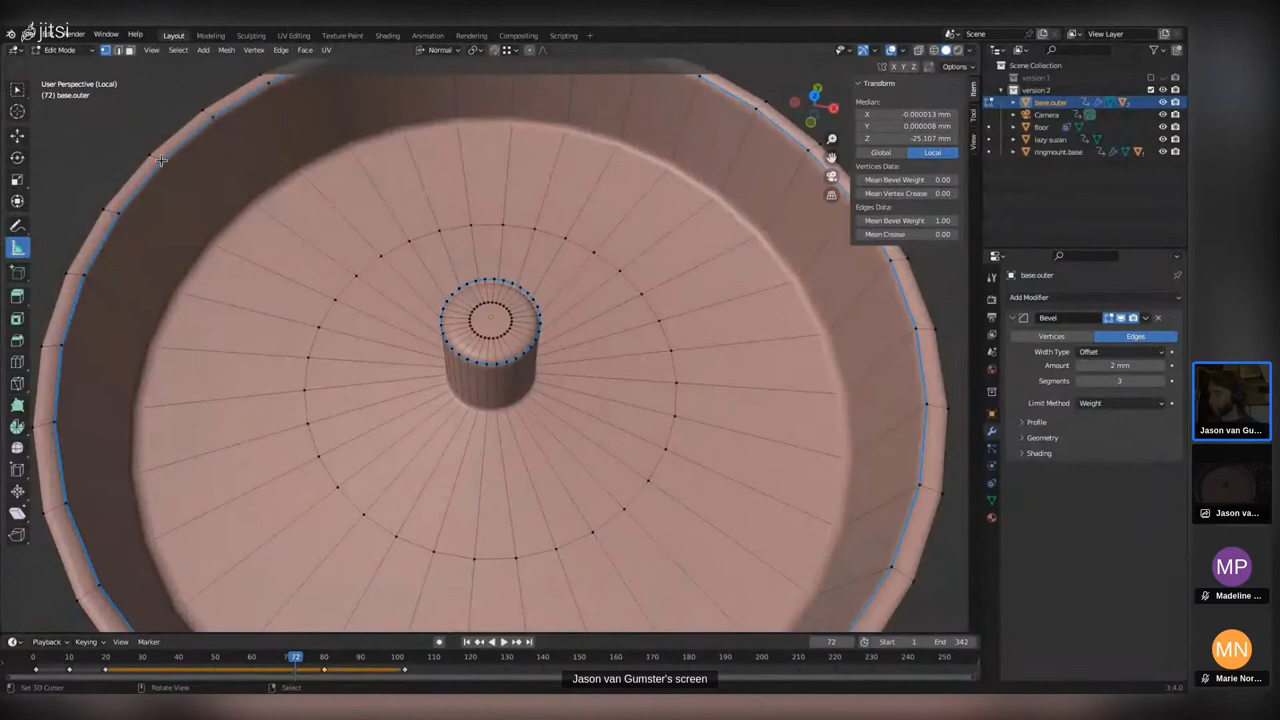 jitsi
Window Help
Layout Modeling Sculpting UV Editing Texture Paint Shading Animation Rendering Compositing Scripting +
Scene
View Layer
Edit Mode
View Select Add Mesh Vertex Edge Face UV
Normal
X Y Z Options
User Perspective (Local)
(72) base.outer
Transform
Median:
X -0.000013 mm
Y 0.000008 mm
Z -25.107 mm
Global Local
Vertices Data:
Mean Bevel Weight 0.00
Mean Vertex Crease 0.00
Edges Data:
Mean Bevel Weight 1.00
Mean Crease 0.00
Item
Tool
View
Scene Collection
version 1
version 2
base.outer
Camera
floor
lazy suzan
ringmount.base
base.outer
Add Modifier
Bevel
Vertices Edges
Width Type Offset
Amount 2 mm
Segments 3
Limit Method Weight
Profile
Geometry
Shading
Jason van Gu...
Jason va...
MP
Madeline ...
MN
Marie Nor...
Playback Keying View Marker
72 Start 1 End 342
0 10 20 30 40 50 60 72 80 90 100 110 120 130 140 150 160 170 180 190 200 210 220 230 240 250
Set 3D Cursor Rotate View Select
Jason van Gumster's screen
3.4.0